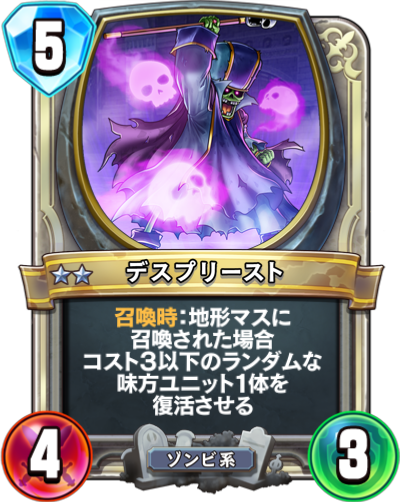 5
★★ デスプリースト
召喚時：地形マスに
召喚された場合
コスト3以下のランダムな
味方ユニット1体を
復活させる
4
ゾンビ系
3